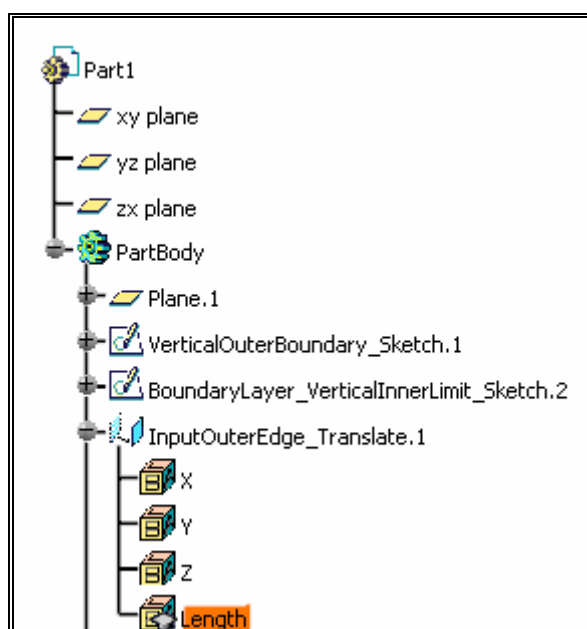 Part1
xy plane
yz plane
zx plane
PartBody
Plane.1
VerticalOuterBoundary_Sketch.1
BoundaryLayer_VerticalInnerLimit_Sketch.2
InputOuterEdge_Translate.1
X
Y
Z
Length